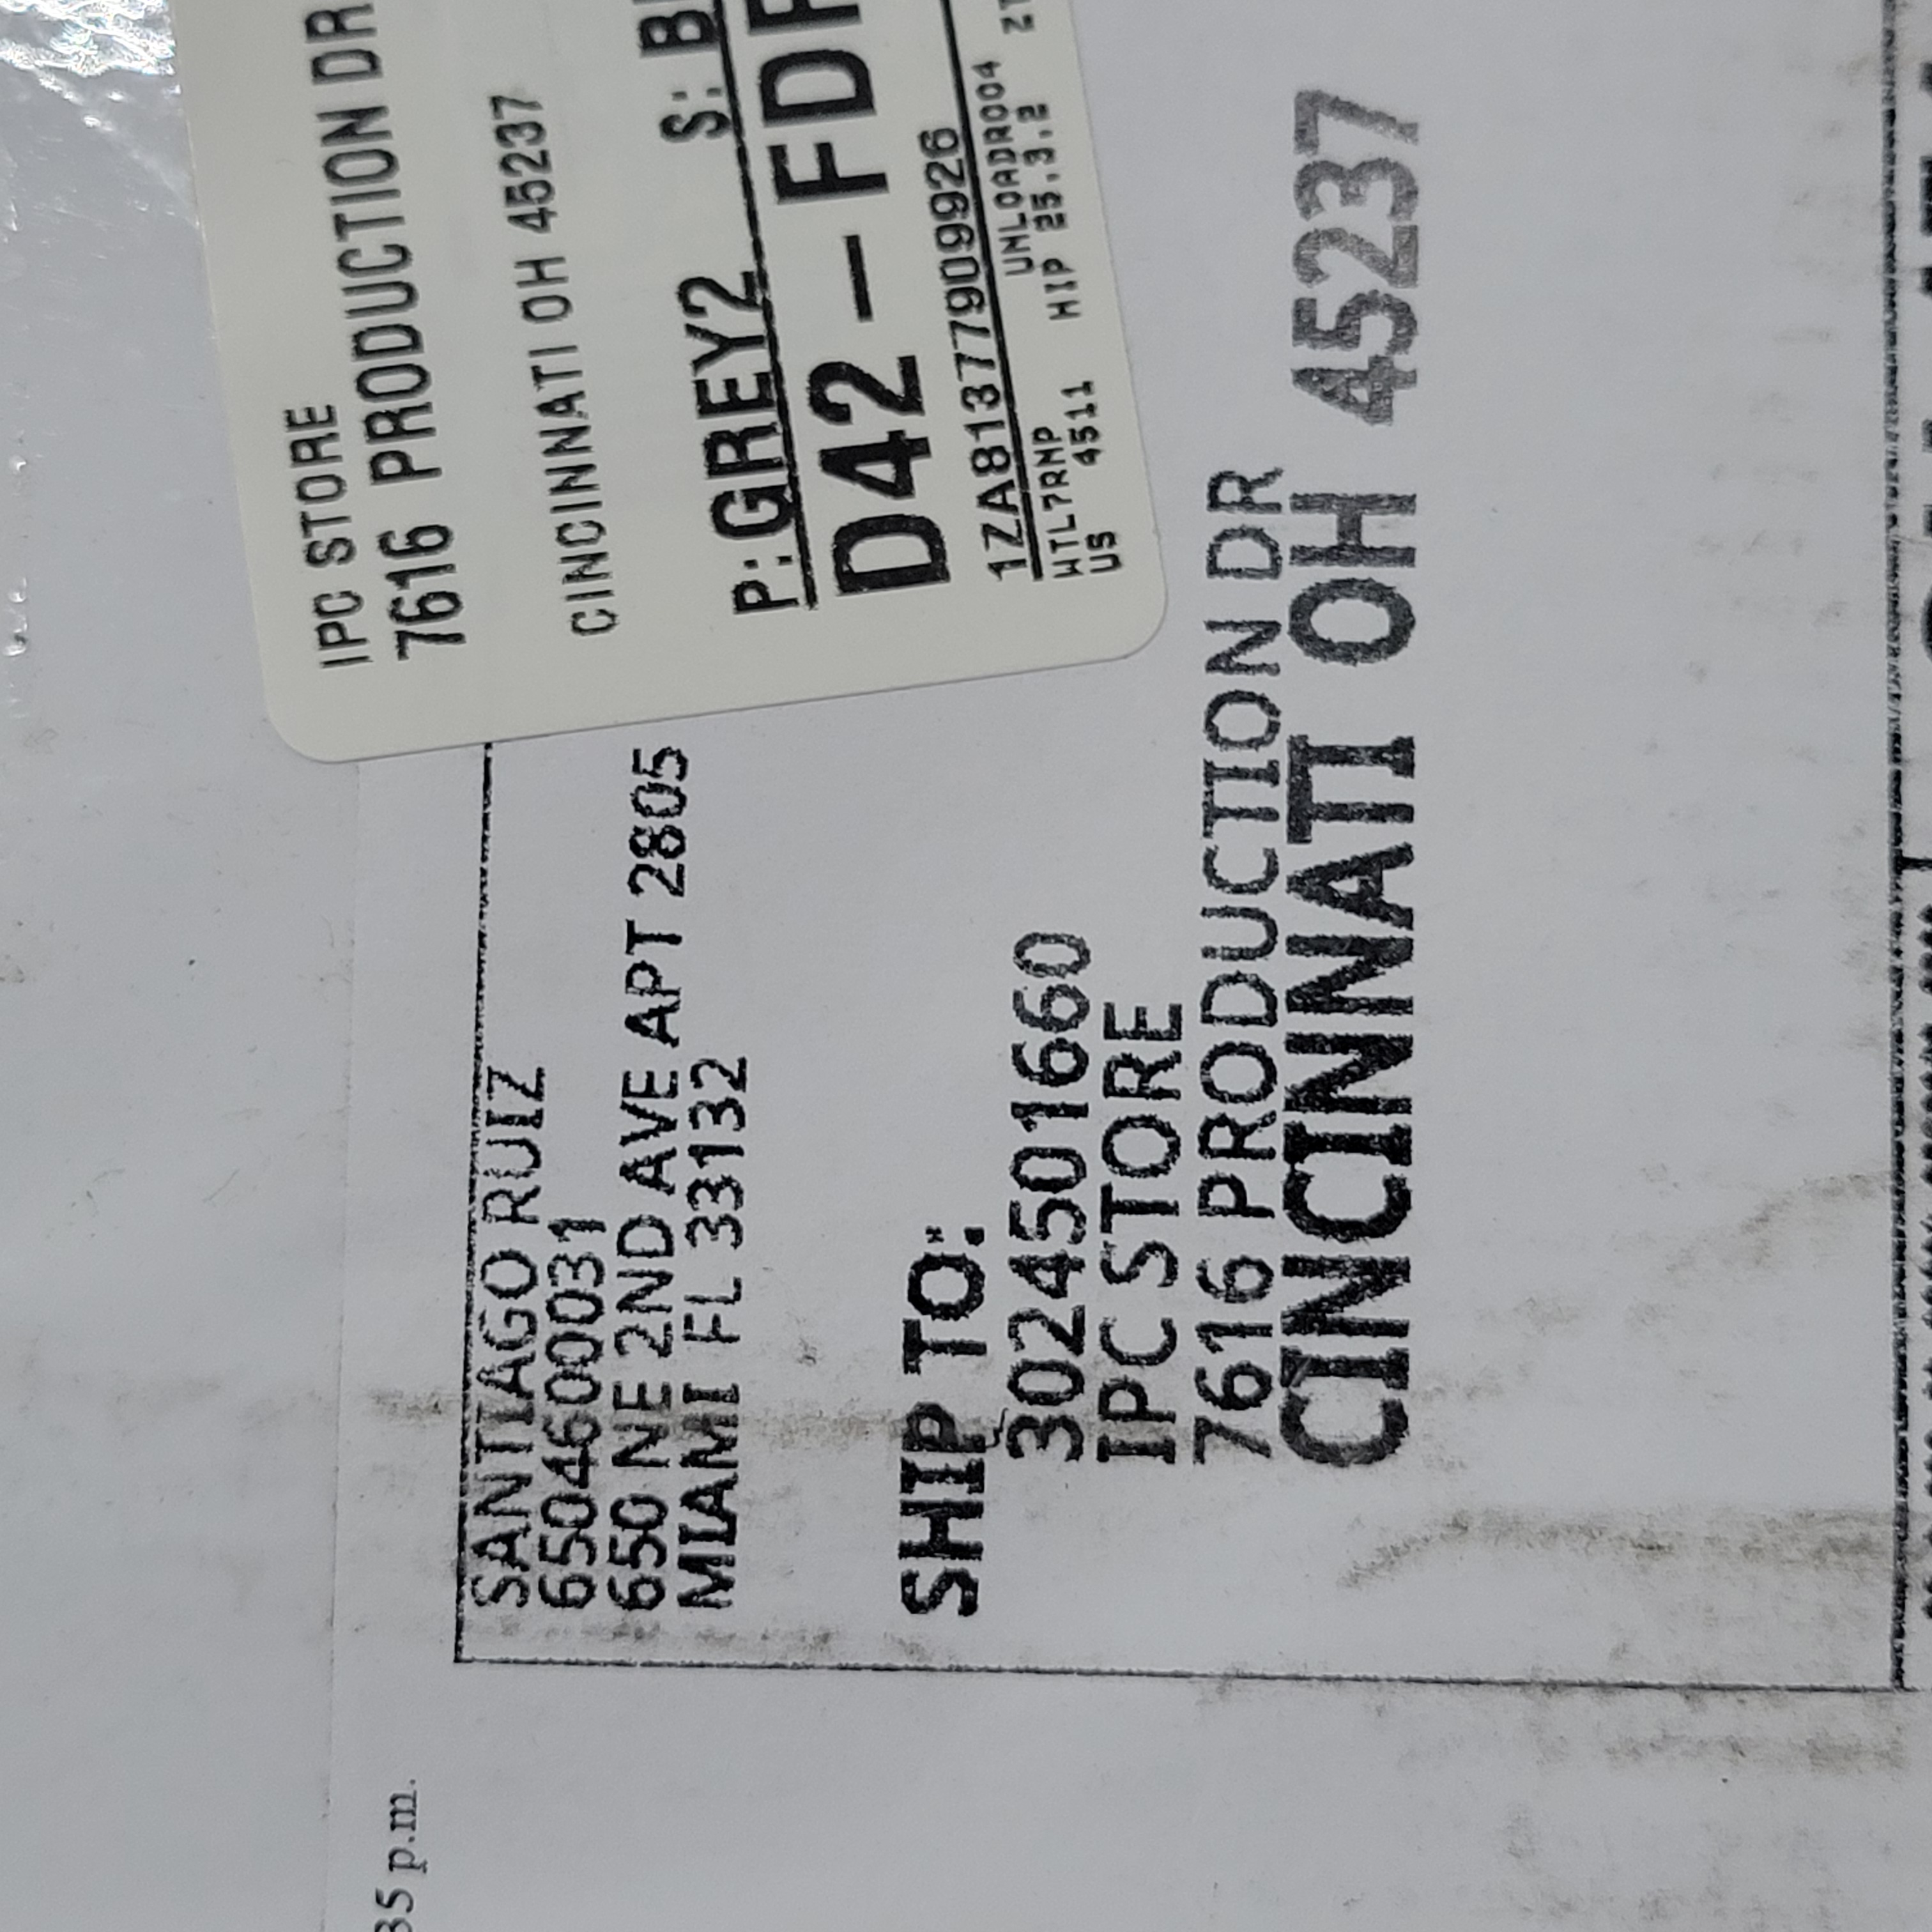 IPC STORE
7616 PRODUCTION DR
CINCINNATI OH 45237
P: GREY2 S: B
D42 - FD
1ZA81377909926
UNLOADR004
WTL7RMP HIP 25.3.2
US 4511
SANTIAGO RUIZ
6504600031
650 NE 2ND AVE APT 2805
MIAMI FL 33132
SHIP TO:
3024501660
IPC STORE
7616 PRODUCTION DR
CINCINNATI OH 45237
35 p.m.